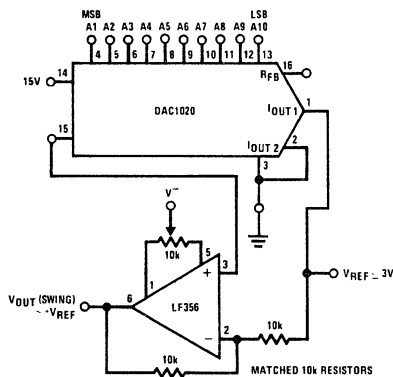 MSB LSB
A1 A2 A3 A4 A5 A6 A7 A8 A9 A10
4 5 6 7 8 9 10 11 12 13
15V 14
16
RFB
DAC1020
IOUT 1 1
15
IOUT 2 2
3
V−
10k 5
+ 3
1
VOUT (SWING) 6 LF356
VREF 3V
− 2 10k
10k
MATCHED 10k RESISTORS